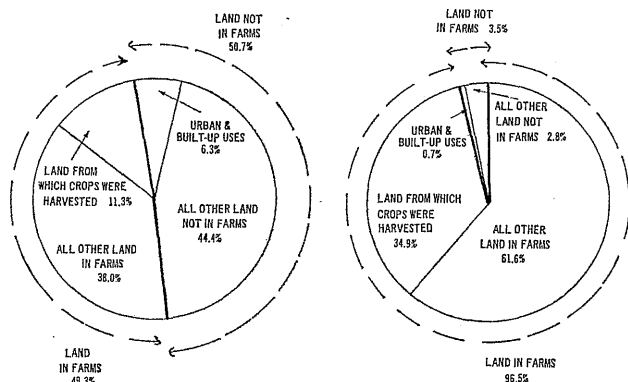 LAND NOT
IN FARMS
50.7%
URBAN &
BUILT-UP USES
6.3%
LAND FROM
WHICH CROPS WERE
HARVESTED 11.3%
ALL OTHER LAND
NOT IN FARMS
44.4%
ALL OTHER LAND
IN FARMS
38.0%
LAND
IN FARMS
49.3%
LAND NOT
IN FARMS 3.5%
ALL OTHER
LAND NOT
IN FARMS 2.8%
URBAN &
BUILT-UP USES
0.7%
LAND FROM WHICH
CROPS WERE
HARVESTED
34.9%
ALL OTHER
LAND IN FARMS
61.6%
LAND IN FARMS
96.5%